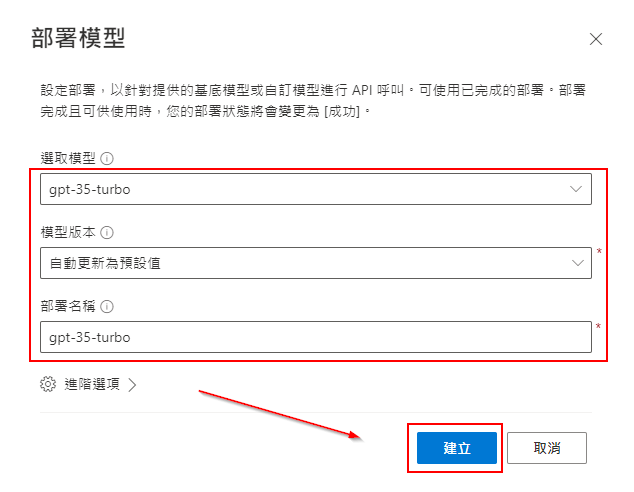 部署模型
設定部署，以針對提供的基底模型或自訂模型進行 API 呼叫。可使用已完成的部署。部署
完成且可供使用時，您的部署狀態將會變更為 [成功]。
選取模型
gpt-35-turbo
模型版本
自動更新為預設值
*
部署名稱
gpt-35-turbo
*
進階選項
建立
取消